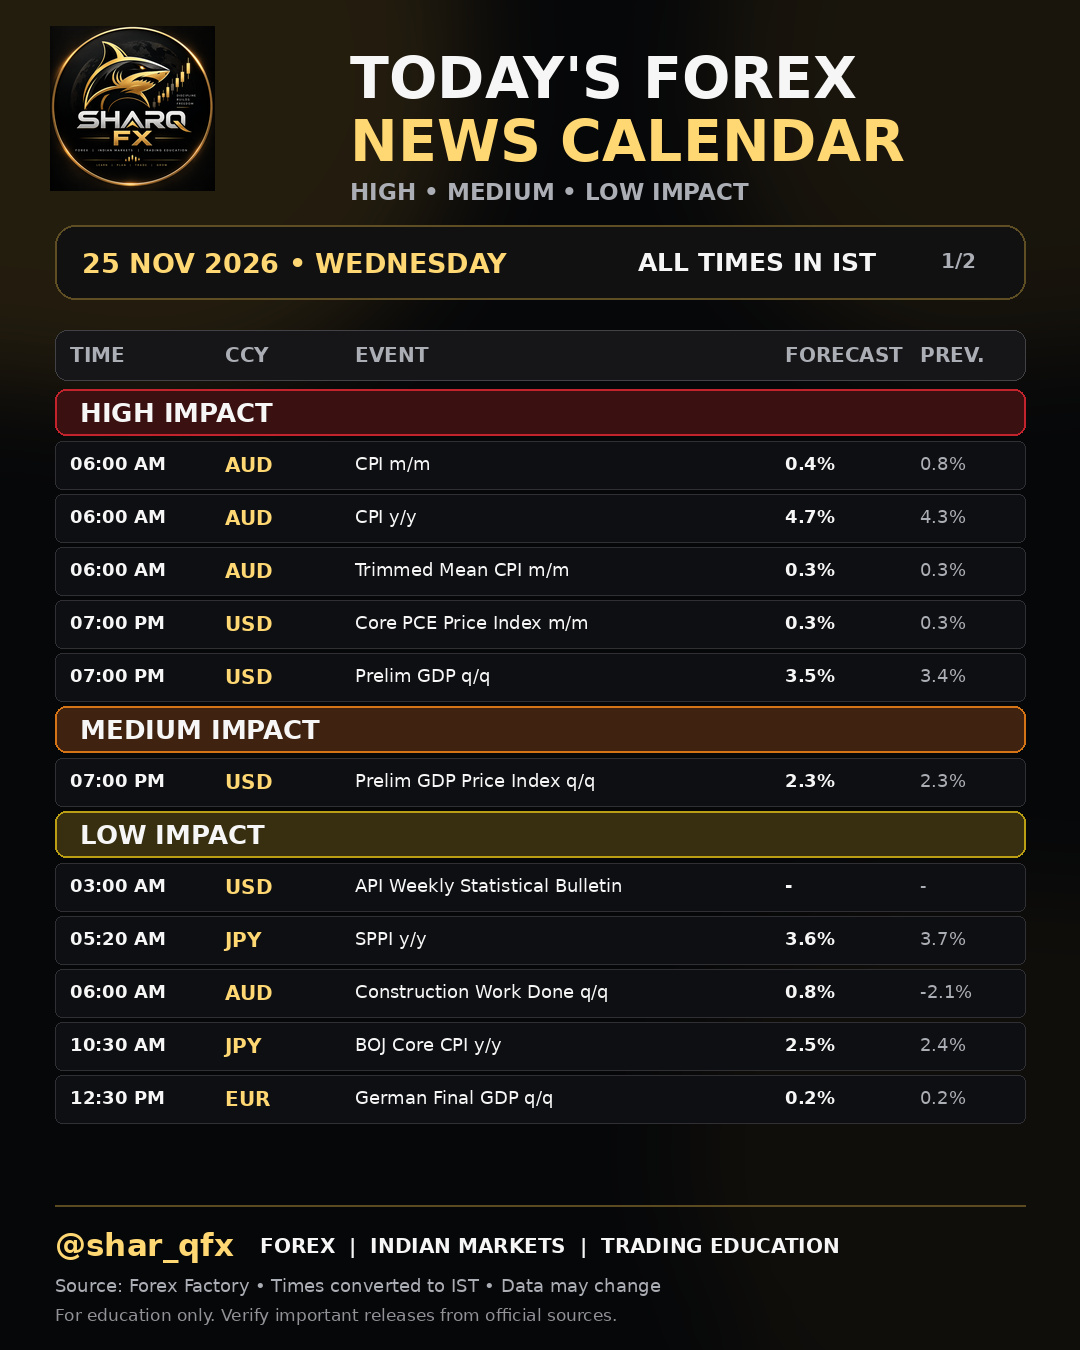 SHARQ
FX
FOREX | INDIAN MARKETS | TRADING EDUCATION
TODAY'S FOREX
NEWS CALENDAR
HIGH • MEDIUM • LOW IMPACT
25 NOV 2026 • WEDNESDAY ALL TIMES IN IST 1/2
TIME CCY EVENT FORECAST PREV.
HIGH IMPACT
06:00 AM AUD CPI m/m 0.4% 0.8%
06:00 AM AUD CPI y/y 4.7% 4.3%
06:00 AM AUD Trimmed Mean CPI m/m 0.3% 0.3%
07:00 PM USD Core PCE Price Index m/m 0.3% 0.3%
07:00 PM USD Prelim GDP q/q 3.5% 3.4%
MEDIUM IMPACT
07:00 PM USD Prelim GDP Price Index q/q 2.3% 2.3%
LOW IMPACT
03:00 AM USD API Weekly Statistical Bulletin - -
05:20 AM JPY SPPI y/y 3.6% 3.7%
06:00 AM AUD Construction Work Done q/q 0.8% -2.1%
10:30 AM JPY BOJ Core CPI y/y 2.5% 2.4%
12:30 PM EUR German Final GDP q/q 0.2% 0.2%
@shar_qfx FOREX | INDIAN MARKETS | TRADING EDUCATION
Source: Forex Factory • Times converted to IST • Data may change
For education only. Verify important releases from official sources.